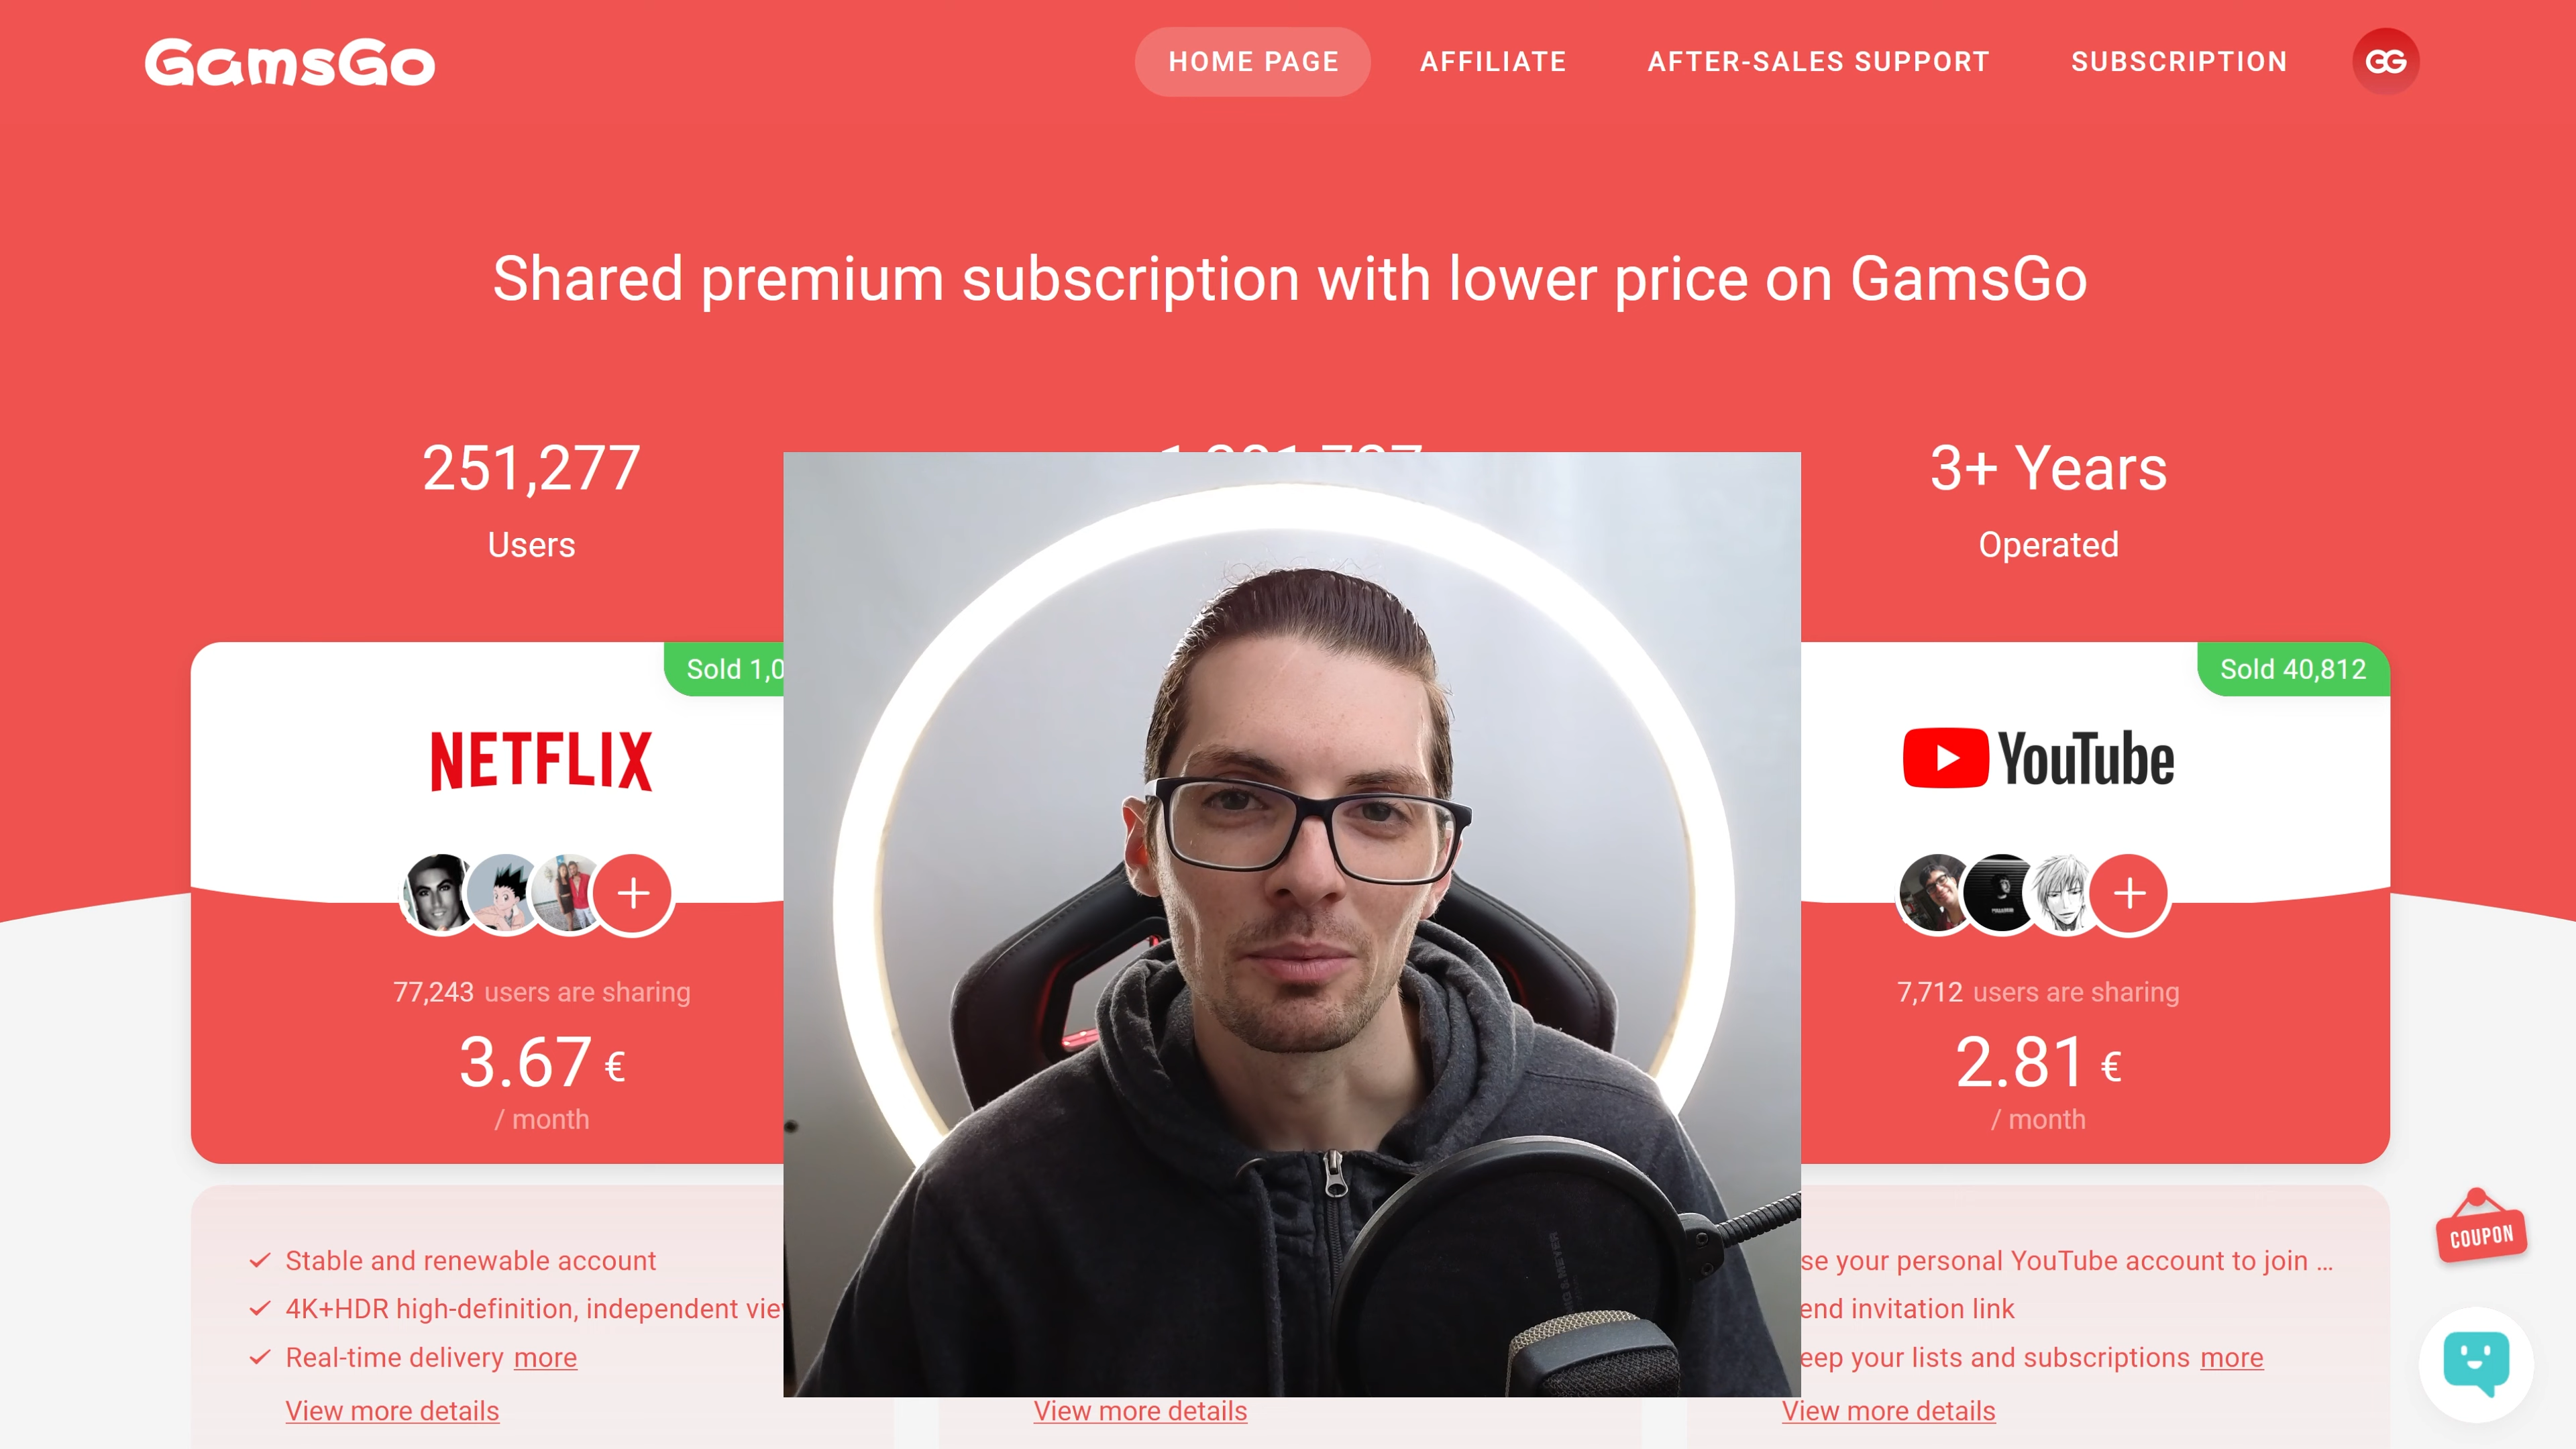 GamsGo
HOME PAGE
AFFILIATE
AFTER-SALES SUPPORT
SUBSCRIPTION
GG
Shared premium subscription with lower price on GamsGo
251,277
Users
3+ Years
Operated
Sold 1,0
NETFLIX
77,243 users are sharing
3.67 €
/ month
Stable and renewable account
4K+HDR high-definition, independent
Real-time delivery more
View more details
View more details
Sold 40,812
YouTube
7,712 users are sharing
2.81 €
/ month
your personal YouTube account to join ...
invitation link
your lists and subscriptions more
View more details
COUPON